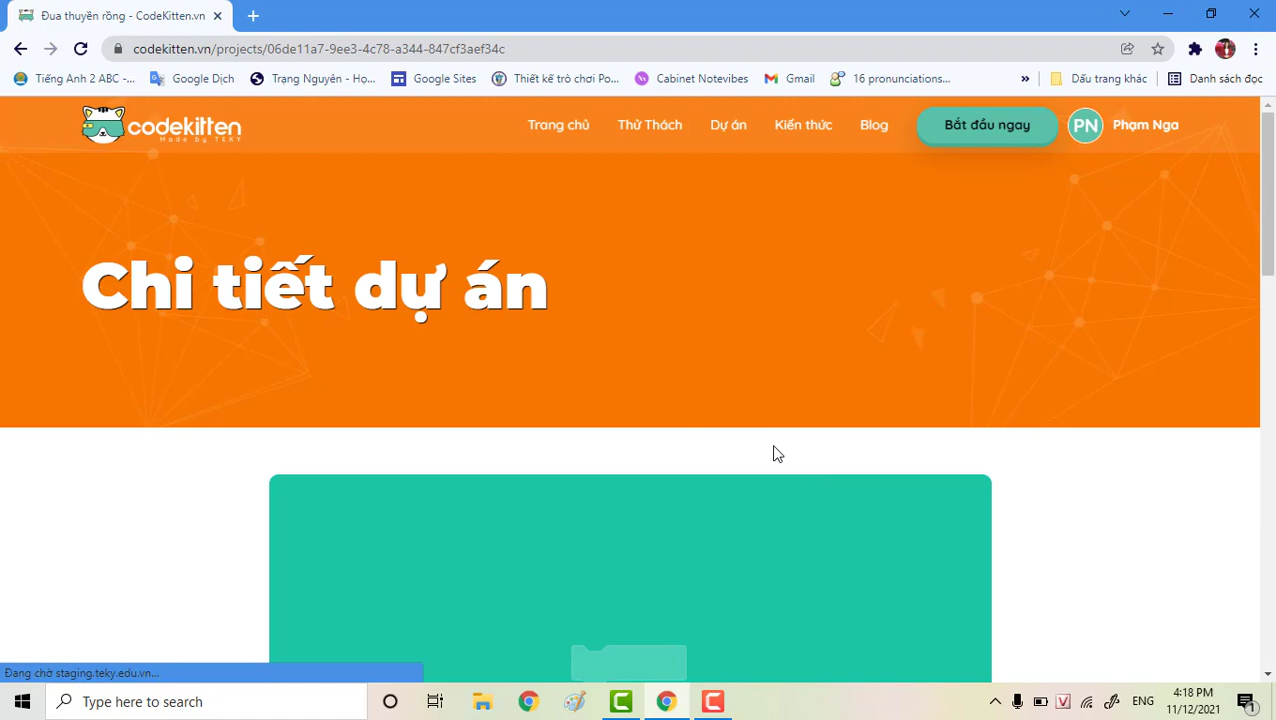 Đua thuyền rồng - CodeKitten.vn
codekitten.vn/projects/06de11a7-9ee3-4c78-a344-847cf3aef34c
Tiếng Anh 2 ABC -...
Google Dịch
Trạng Nguyên - Họ...
Google Sites
Thiết kế trò chơi Po...
Cabinet Notevibes
Gmail
16 pronunciations...
»
Dấu trang khác
Danh sách đọc
codekitten
Made by TEKY
Trang chủ
Thử Thách
Dự án
Kiến thức
Blog
Bắt đầu ngay
PN
Phạm Nga
Chi tiết dự án
Đang chờ staging.teky.edu.vn...
Type here to search
ENG
4:18 PM
11/12/2021
1